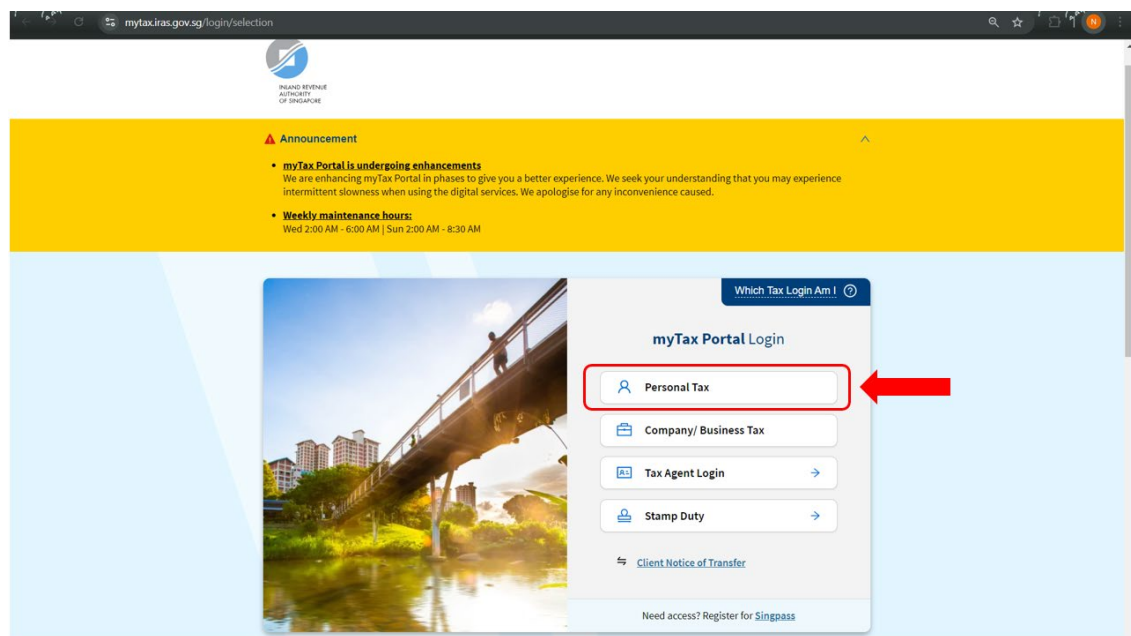 mytax.iras.gov.sg/login/selection
N
INLAND REVENUE
AUTHORITY
OF SINGAPORE
Announcement
• myTax Portal is undergoing enhancements
We are enhancing myTax Portal in phases to give you a better experience. We seek your understanding that you may experience
intermittent slowness when using the digital services. We apologise for any inconvenience caused.
• Weekly maintenance hours:
Wed 2:00 AM - 6:00 AM | Sun 2:00 AM - 8:30 AM
Which Tax Login Am I
myTax Portal Login
Personal Tax
Company/ Business Tax
Tax Agent Login
Stamp Duty
Client Notice of Transfer
Need access? Register for Singpass